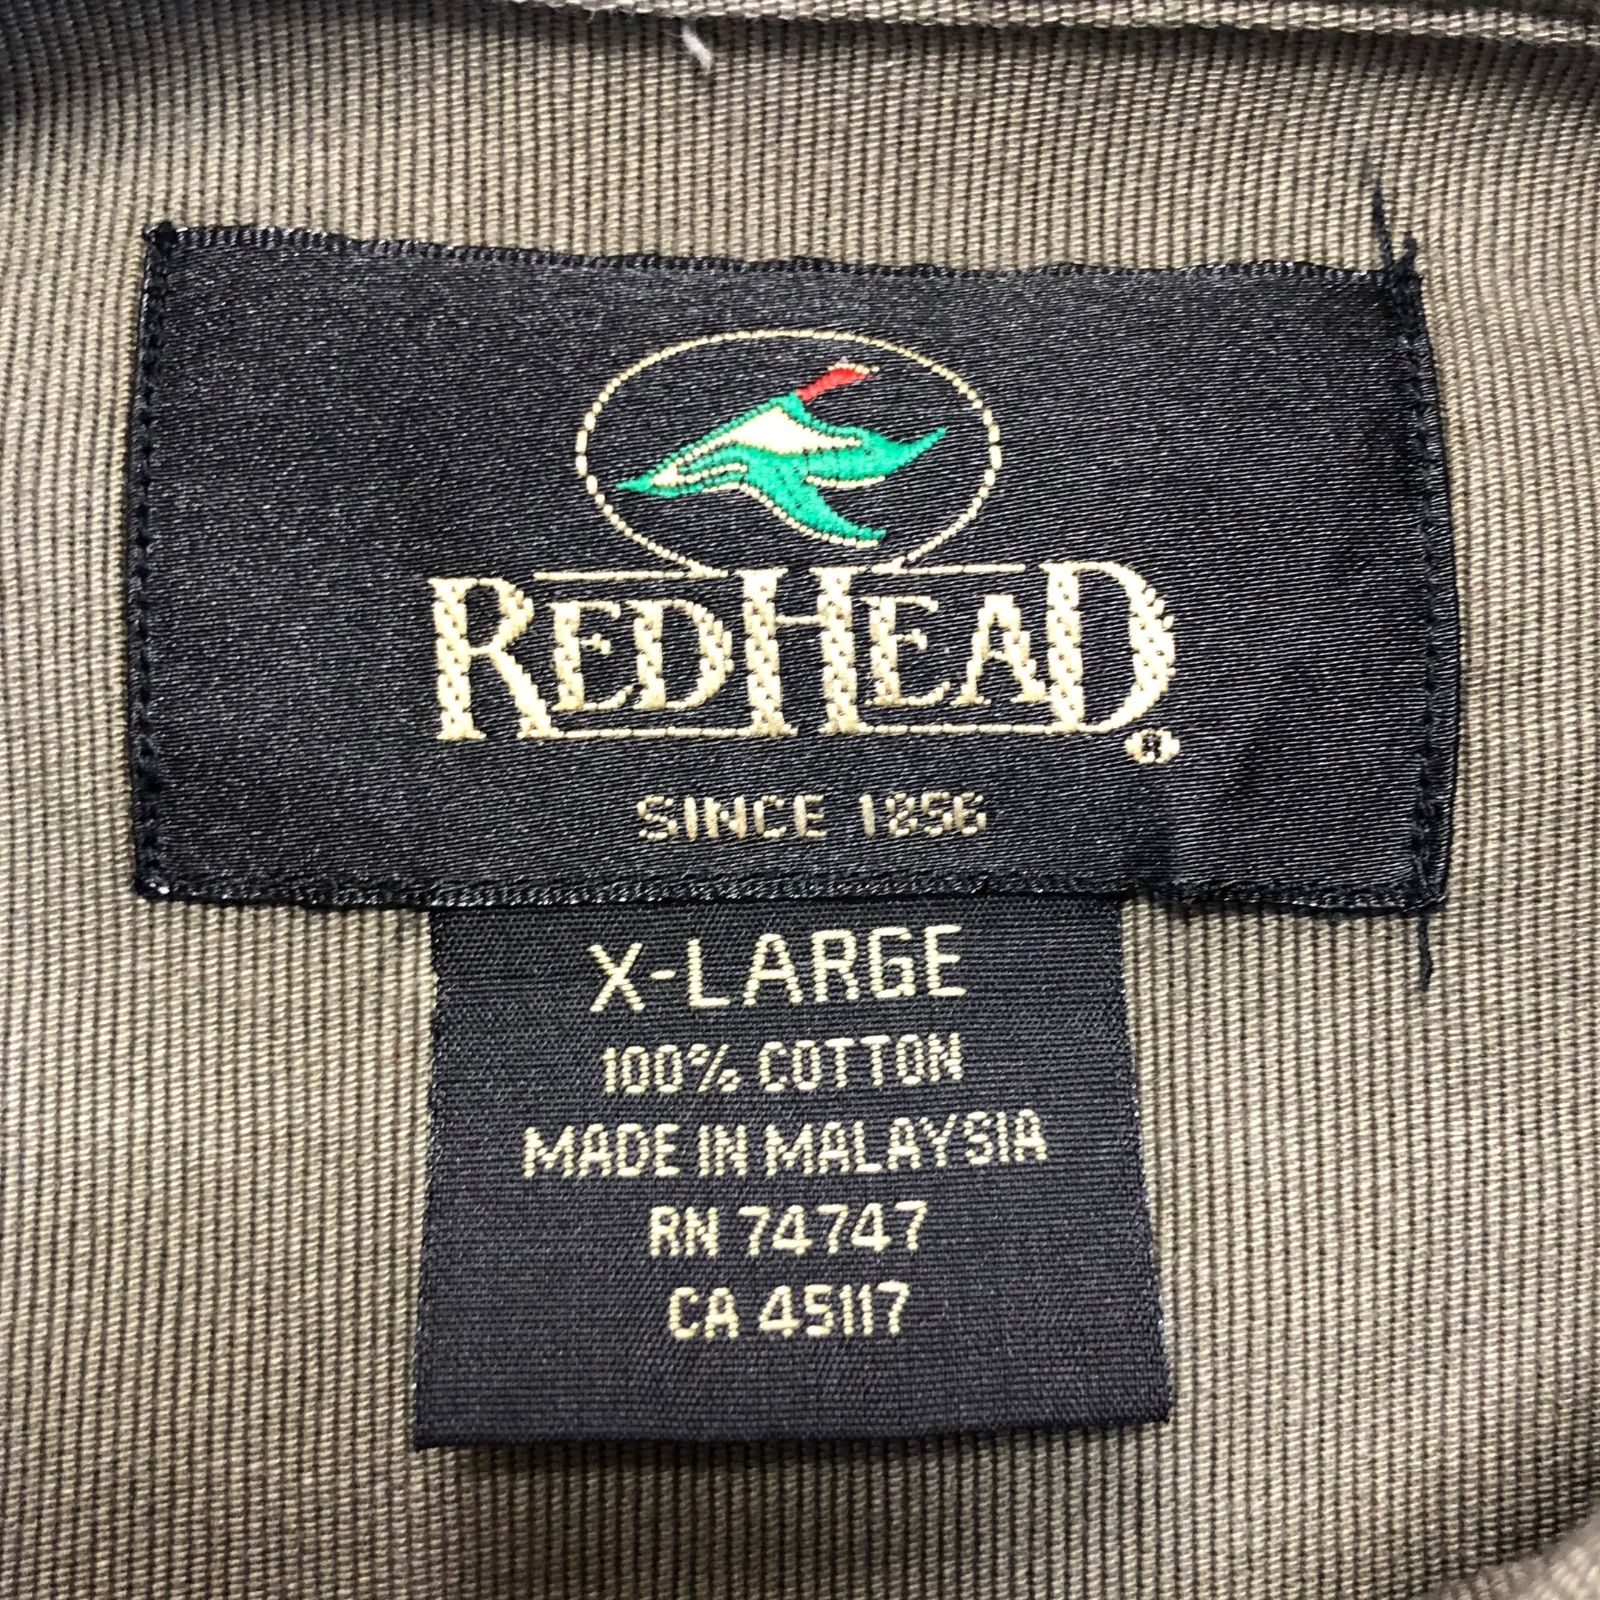 REDHEAD®
SINCE 1856
X-LARGE
100% COTTON
MADE IN MALAYSIA
RN 74747
CA 45117